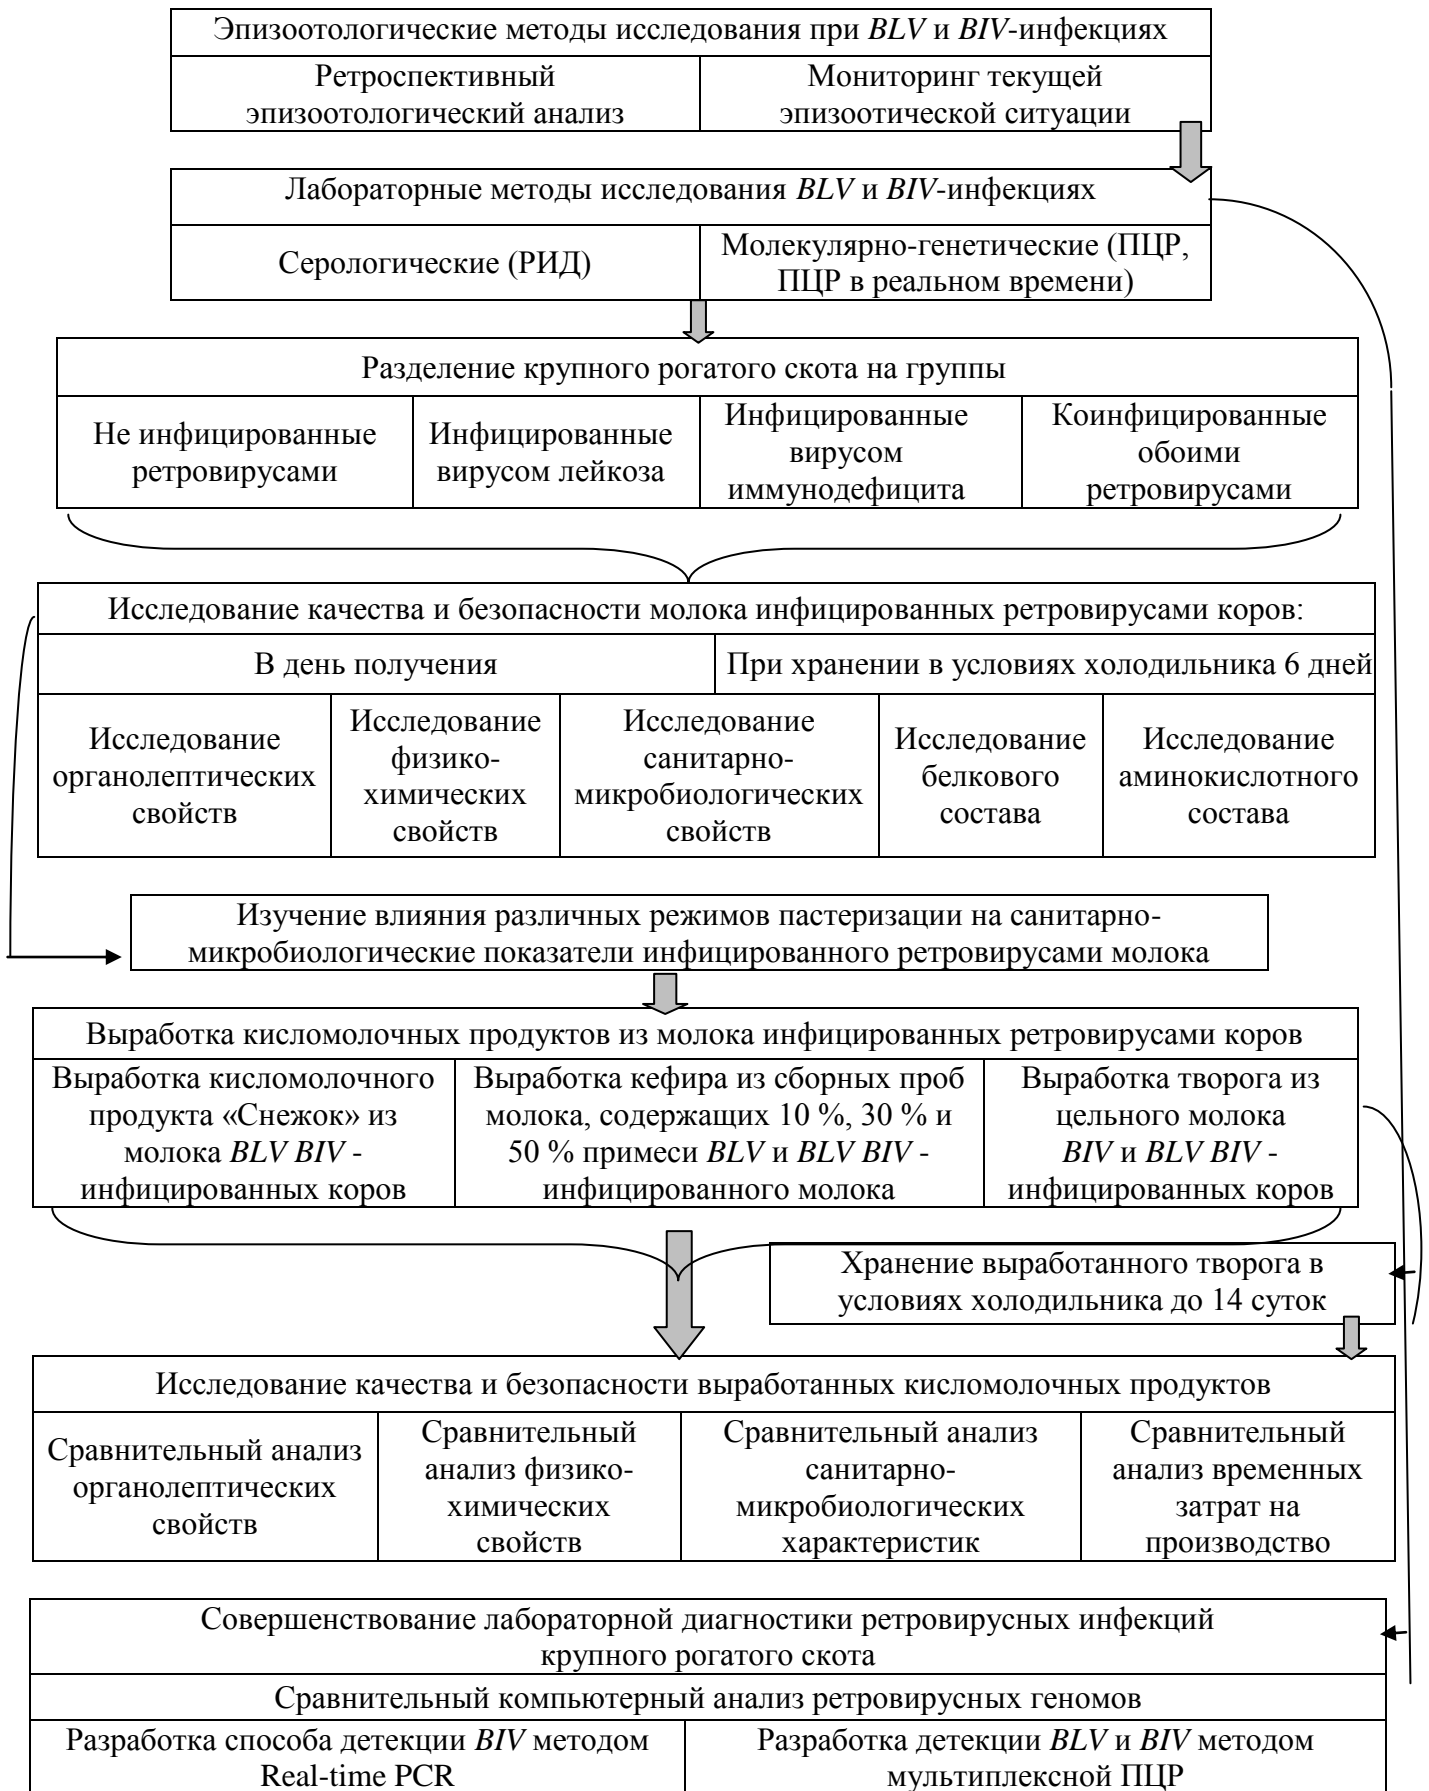 Эпизоотологические методы исследования при BLV и BIV-инфекциях
Ретроспективный
эпизоотологический анализ
Мониторинг текущей
эпизоотической ситуации
Лабораторные методы исследования BLV и BIV-инфекциях
Серологические (РИД)
Молекулярно-генетические (ПЦР,
ПЦР в реальном времени)
Разделение крупного рогатого скота на группы
Не инфицированные
ретровирусами
Инфицированные
вирусом лейкоза
Инфицированные
вирусом
иммунодефицита
Коинфицированные
обоими
ретровирусами
Исследование качества и безопасности молока инфицированных ретровирусами коров:
В день получения
При хранении в условиях холодильника 6 дней
Исследование
органолептических
свойств
Исследование
физико-
химических
свойств
Исследование
санитарно-
микробиологических
свойств
Исследование
белкового
состава
Исследование
аминокислотного
состава
Изучение влияния различных режимов пастеризации на санитарно-
микробиологические показатели инфицированного ретровирусами молока
Выработка кисломолочных продуктов из молока инфицированных ретровирусами коров
Выработка кисломолочного
продукта «Снежок» из
молока BLV BIV -
инфицированных коров
Выработка кефира из сборных проб
молока, содержащих 10 %, 30 % и
50 % примеси BLV и BLV BIV -
инфицированного молока
Выработка творога из
цельного молока
BIV и BLV BIV -
инфицированных коров
Хранение выработанного творога в
условиях холодильника до 14 суток
Исследование качества и безопасности выработанных кисломолочных продуктов
Сравнительный анализ
органолептических
свойств
Сравнительный
анализ физико-
химических
свойств
Сравнительный анализ
санитарно-
микробиологических
характеристик
Сравнительный
анализ временных
затрат на
производство
Совершенствование лабораторной диагностики ретровирусных инфекций
крупного рогатого скота
Сравнительный компьютерный анализ ретровирусных геномов
Разработка способа детекции BIV методом
Real-time PCR
Разработка детекции BLV и BIV методом
мультиплексной ПЦР